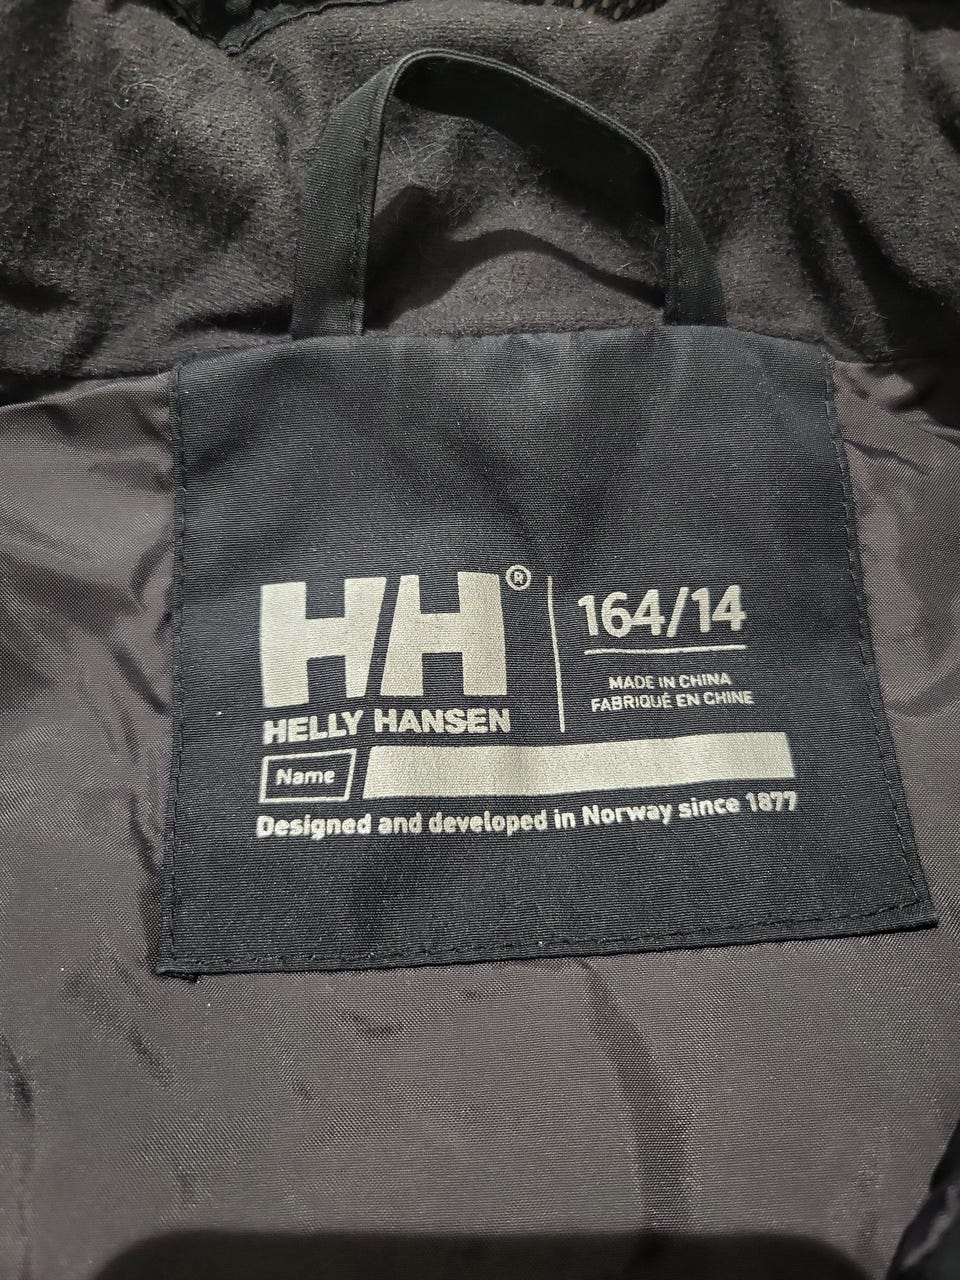 HH®
HELLY HANSEN
164/14
MADE IN CHINA
FABRIQUÉ EN CHINE
Name
Designed and developed in Norway since 1877